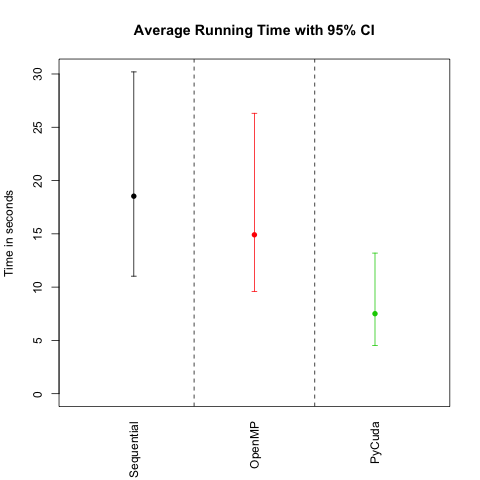 Average Running Time with 95% CI
Time in seconds
30
25
20
15
10
5
0
Sequential
OpenMP
PyCuda